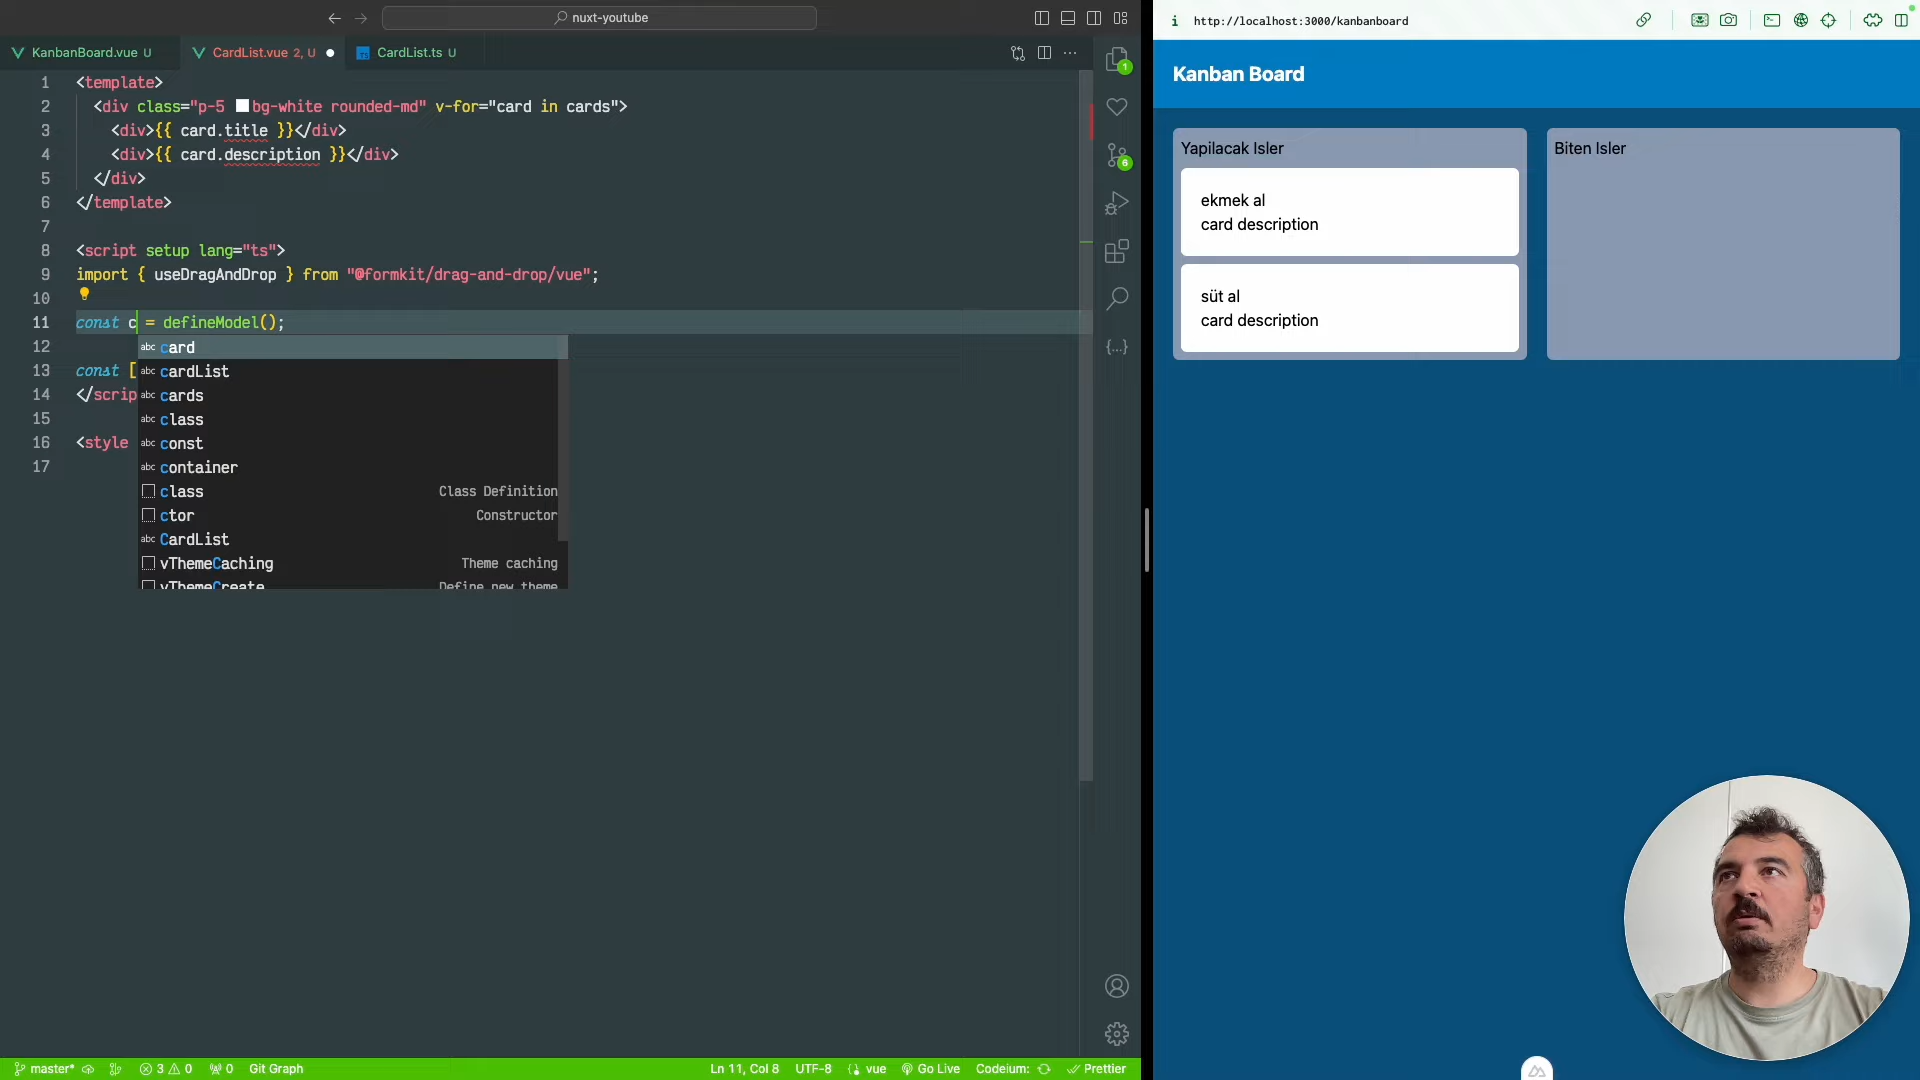 nuxt-youtube
KanbanBoard.vue U
CardList.vue 2, U
CardList.ts U
1 <template>
2 <div class="p-5 bg-white rounded-md" v-for="card in cards">
3 <div>{{ card.title }}</div>
4 <div>{{ card.description }}</div>
5 </div>
6 </template>
7
8 <script setup lang="ts">
9 import { useDragAndDrop } from "@formkit/drag-and-drop/vue";
10
11 const c = defineModel();
12
13 const [
14 </scrip
15
16 <style
17
abc card
abc cardList
abc cards
abc class
abc const
abc container
class Class Definition
ctor Constructor
abc CardList
vThemeCaching Theme caching
vThemeCreate Define new theme
1
6
master* 3 0 0 Git Graph
Ln 11, Col 8 UTF-8 vue Go Live Codeium: Prettier
http://localhost:3000/kanbanboard
Kanban Board
Yapilacak Isler
ekmek al
card description
süt al
card description
Biten Isler